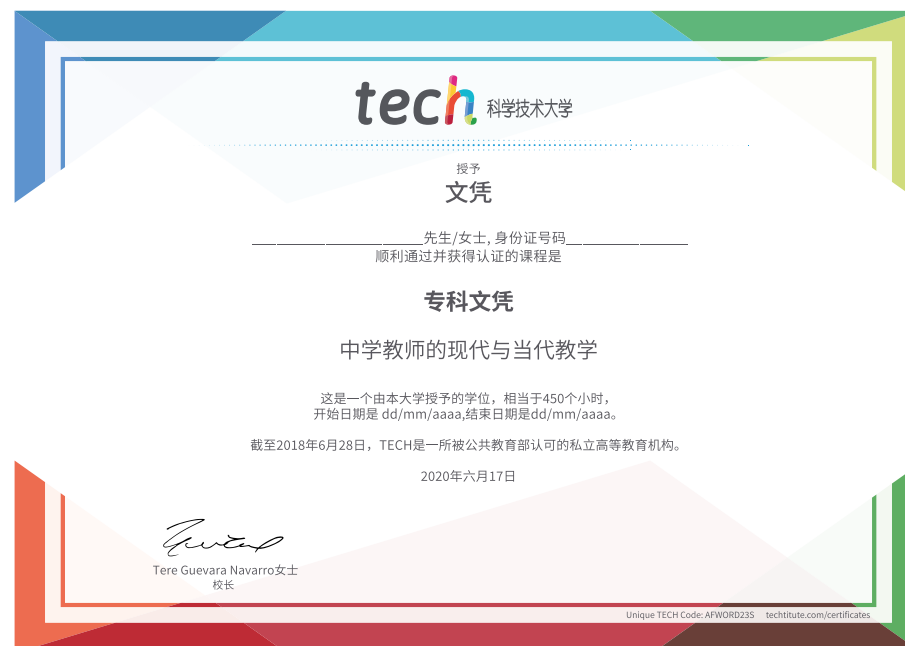 tech 科学技术大学
授予
文凭
_______________________先生/女士, 身份证号码________________
顺利通过并获得认证的课程是
专科文凭
中学教师的现代与当代教学
这是一个由本大学授予的学位，相当于450个小时，
开始日期是 dd/mm/aaaa,结束日期是dd/mm/aaaa。
截至2018年6月28日，TECH是一所被公共教育部认可的私立高等教育机构。
2020年六月17日
Tere Guevara Navarro女士
校长
Unique TECH Code: AFWORD23S techtitute.com/certificates